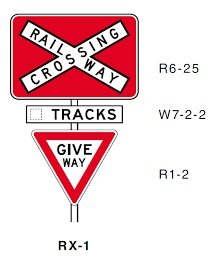 RAILWAY
CROSSING
R6-25
TRACKS
W7-2-2
GIVE
WAY
R1-2
RX-1